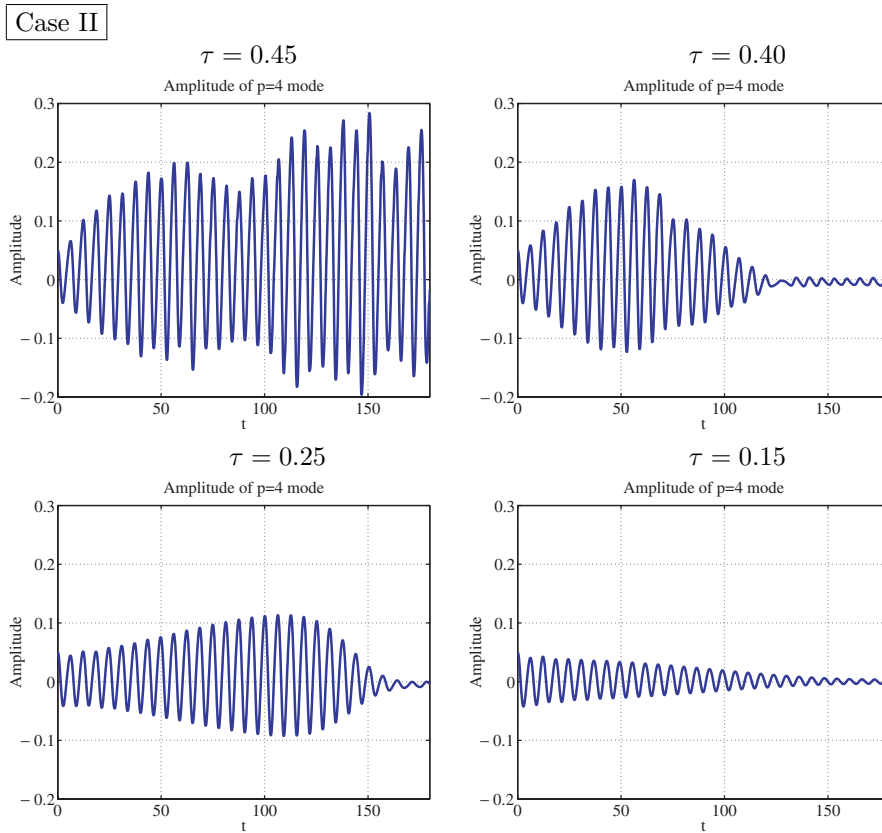 Case II
τ = 0.45
Amplitude of p=4 mode
0.3
0.2
0.1
0
−0.1
−0.2
Amplitude
0 50 100 150
t
τ = 0.40
Amplitude of p=4 mode
0.3
0.2
0.1
0
−0.1
−0.2
Amplitude
0 50 100 150
t
τ = 0.25
Amplitude of p=4 mode
0.3
0.2
0.1
0
−0.1
−0.2
Amplitude
0 50 100 150
t
τ = 0.15
Amplitude of p=4 mode
0.3
0.2
0.1
0
−0.1
−0.2
Amplitude
0 50 100 150
t